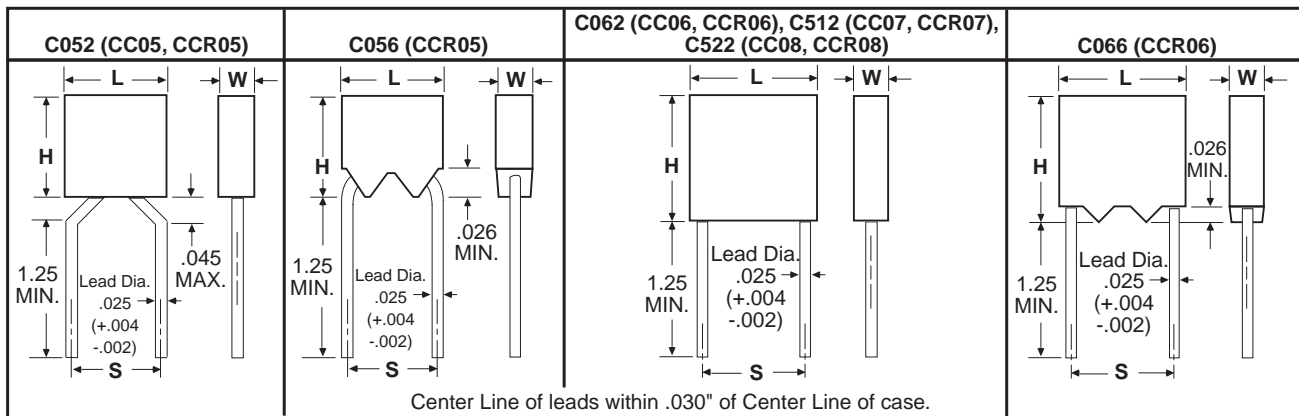 C052 (CC05, CCR05)
L
W
H
1.25
MIN.
.045
MAX.
Lead Dia.
.025
(+.004
-.002)
S
C056 (CCR05)
L
W
H
.026
MIN.
1.25
MIN.
Lead Dia.
.025
(+.004
-.002)
S
C062 (CC06, CCR06), C512 (CC07, CCR07),
C522 (CC08, CCR08)
L
W
H
1.25
MIN.
Lead Dia.
.025
(+.004
-.002)
S
C066 (CCR06)
L
W
H
.026
MIN.
1.25
MIN.
Lead Dia.
.025
(+.004
-.002)
S
Center Line of leads within .030" of Center Line of case.